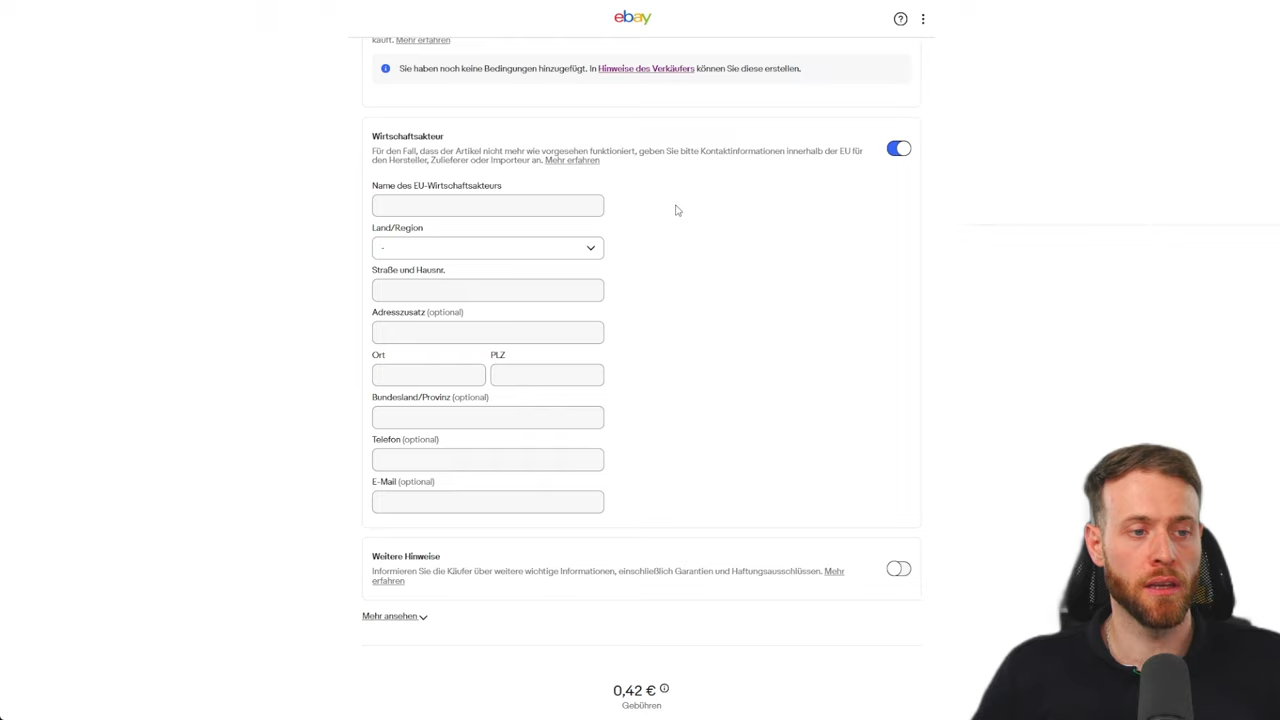 ebay
kauft. Mehr erfahren
Sie haben noch keine Bedingungen hinzugefügt. In Hinweise des Verkäufers können Sie diese erstellen.
Wirtschaftsakteur
Für den Fall, dass der Artikel nicht mehr wie vorgesehen funktioniert, geben Sie bitte Kontaktinformationen innerhalb der EU für
den Hersteller, Zulieferer oder Importeur an. Mehr erfahren
Name des EU-Wirtschaftsakteurs
Land/Region
-
Straße und Hausnr.
Adresszusatz (optional)
Ort PLZ
Bundesland/Provinz (optional)
Telefon (optional)
E-Mail (optional)
Weitere Hinweise
Informieren Sie die Käufer über weitere wichtige Informationen, einschließlich Garantien und Haftungsausschlüssen. Mehr
erfahren
Mehr ansehen
0,42 €
Gebühren